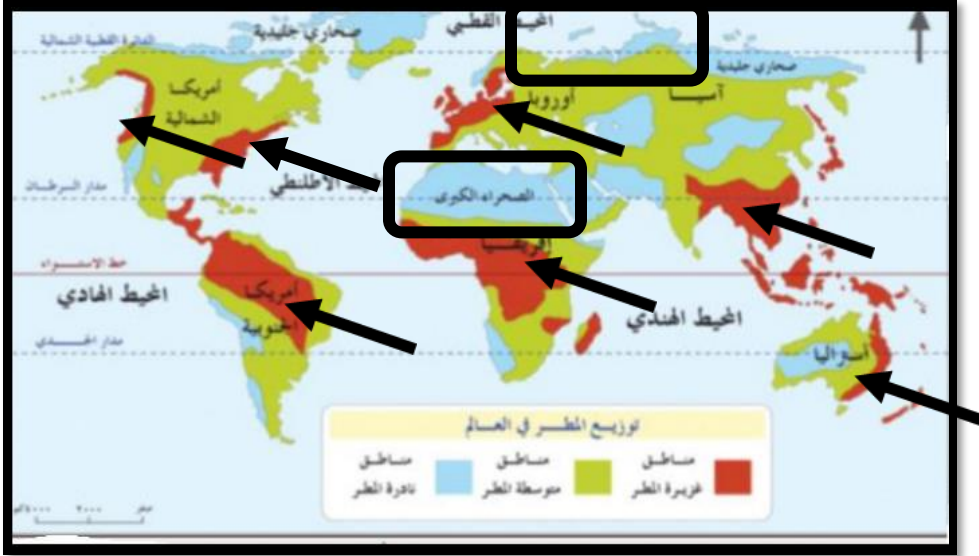 المحيط القطبي
صحاري جليدية
الدائرة القطبية الشمالية
صحاري جليدية
أمريكا
الشمالية
أوروبا
آسيا
الأطلنطي
مدار السرطان
الصحراء الكبرى
إفريقيا
خط الاستواء
المحيط الهادي
أمريكا
الجنوبية
المحيط الهندي
مدار الجدي
أستراليا
توزيع المطر في العالم
مناطق غزيرة المطر
مناطق متوسطة المطر
مناطق نادرة المطر